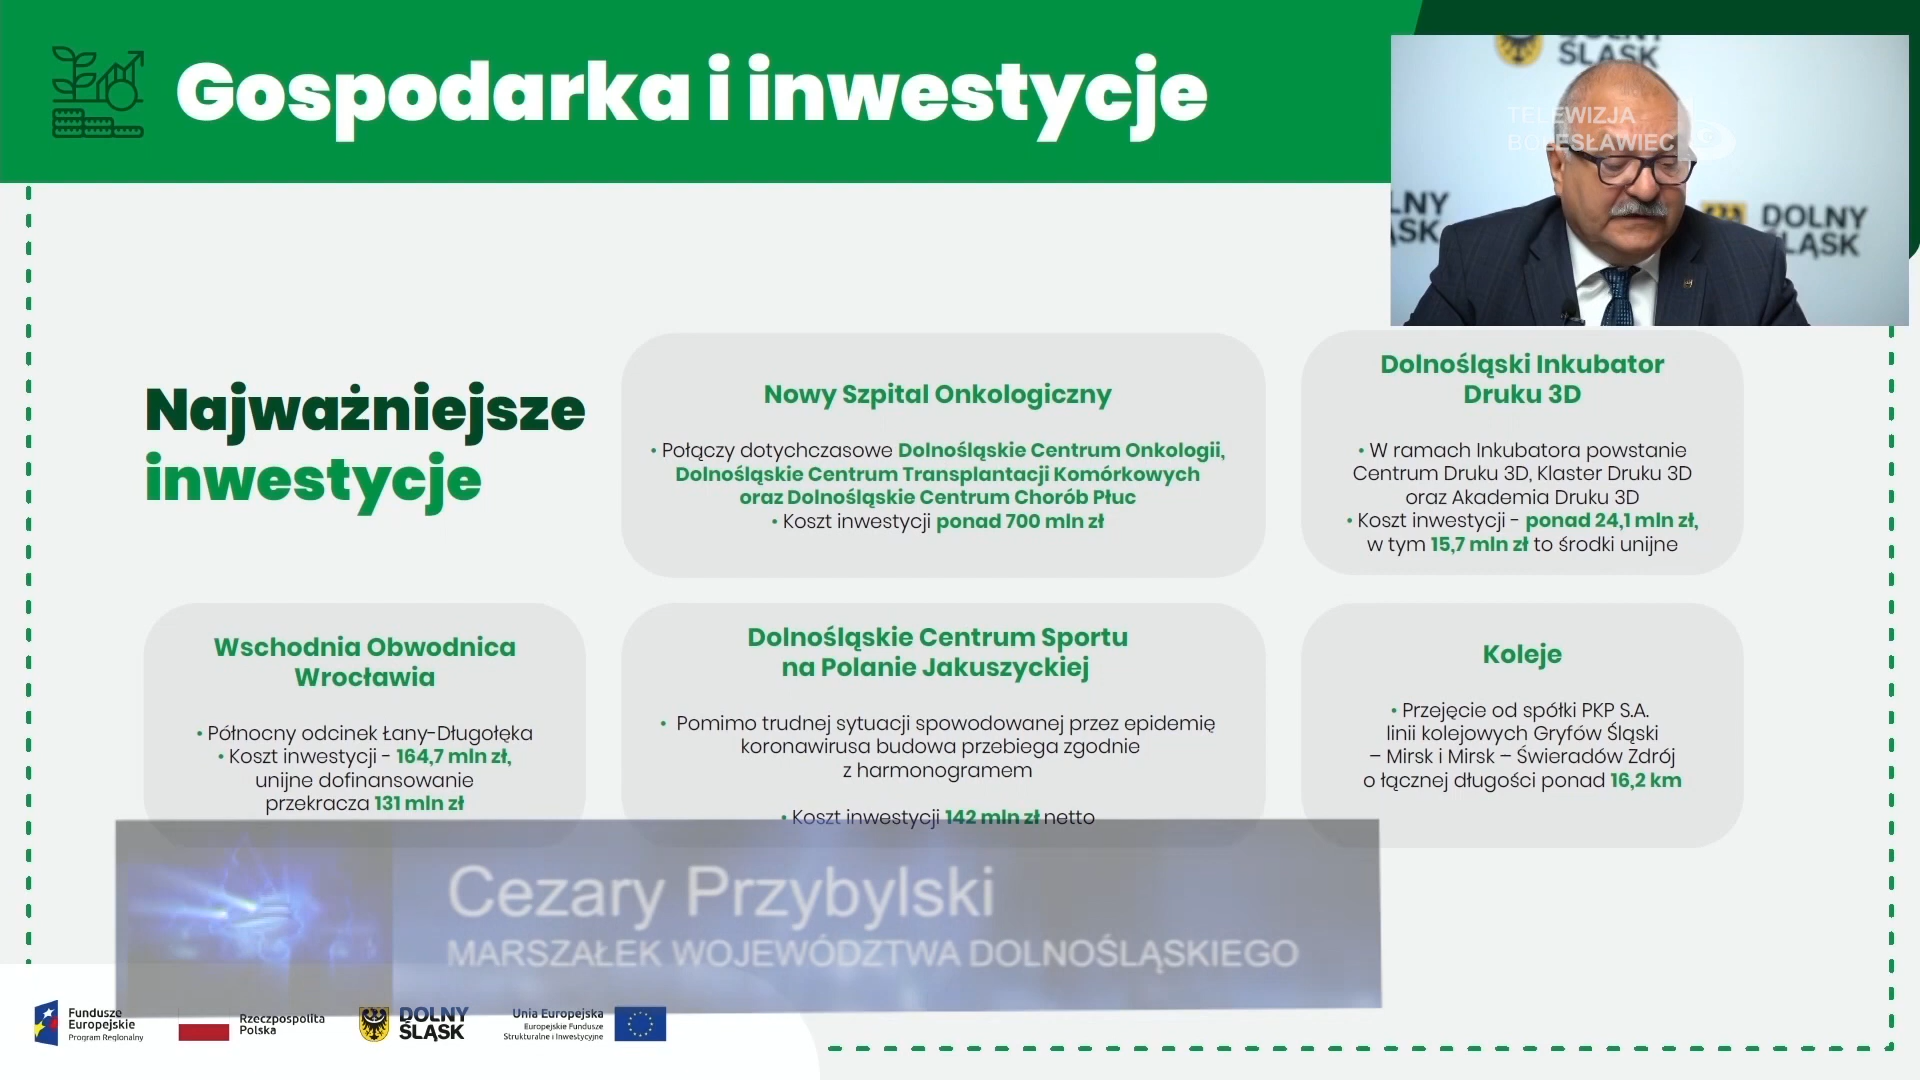 Gospodarka i inwestycje
DOLNY
ŚLĄSK
TELEWIZJA
BOLESŁAWIEC
DOLNY
ŚLĄSK
Najważniejsze
inwestycje
Nowy Szpital Onkologiczny
• Połączy dotychczasowe Dolnośląskie Centrum Onkologii,
Dolnośląskie Centrum Transplantacji Komórkowych
oraz Dolnośląskie Centrum Chorób Płuc
• Koszt inwestycji ponad 700 mln zł
Dolnośląski Inkubator
Druku 3D
• W ramach Inkubatora powstanie
Centrum Druku 3D, Klaster Druku 3D
oraz Akademia Druku 3D
• Koszt inwestycji - ponad 24,1 mln zł,
w tym 15,7 mln zł to środki unijne
Wschodnia Obwodnica
Wrocławia
• Północny odcinek Łany-Długołęka
• Koszt inwestycji - 164,7 mln zł,
unijne dofinansowanie
przekracza 131 mln zł
Dolnośląskie Centrum Sportu
na Polanie Jakuszyckiej
• Pomimo trudnej sytuacji spowodowanej przez epidemię
koronawirusa budowa przebiega zgodnie
z harmonogramem
• Koszt inwestycji 142 mln zł netto
Koleje
• Przejęcie od spółki PKP S.A.
linii kolejowych Gryfów Śląski
– Mirsk i Mirsk – Świeradów Zdrój
o łącznej długości ponad 16,2 km
Cezary Przybylski
MARSZAŁEK WOJEWÓDZTWA DOLNOŚLĄSKIEGO
Fundusze
Europejskie
Program Regionalny
Rzeczpospolita
Polska
DOLNY
ŚLĄSK
Unia Europejska
Europejskie Fundusze
Strukturalne i Inwestycyjne